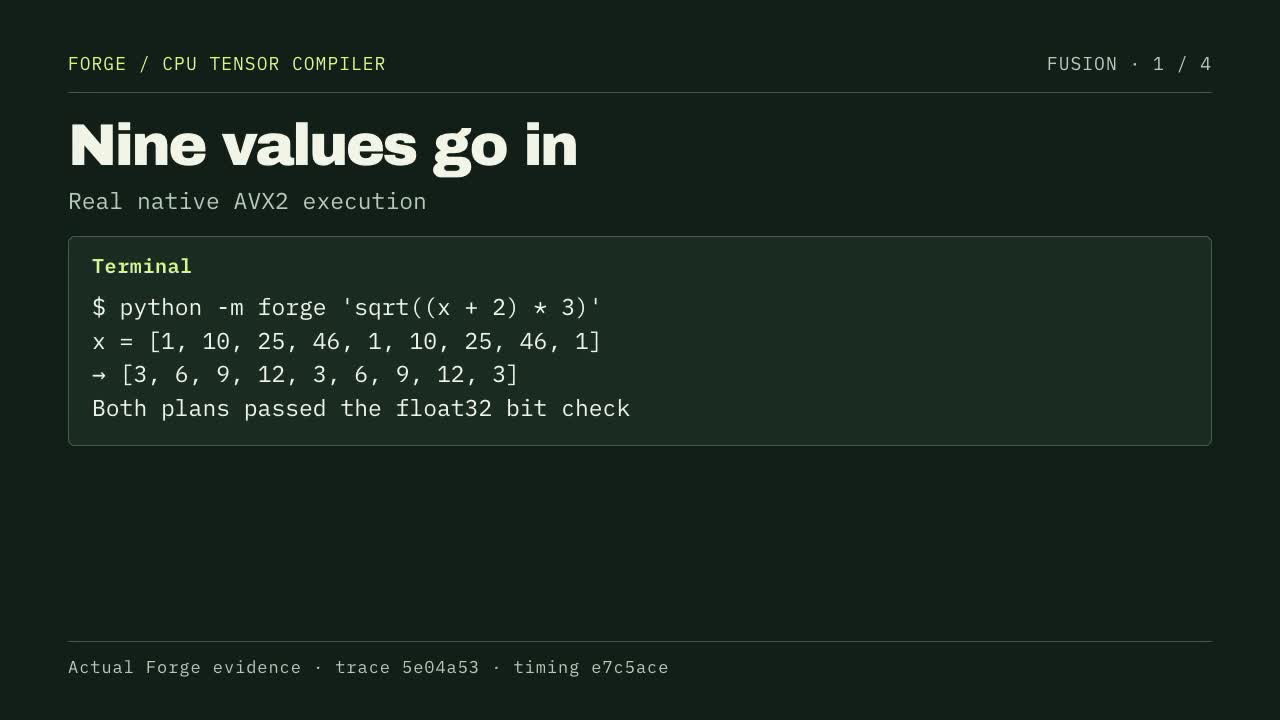 FORGE / CPU TENSOR COMPILER
FUSION · 1 / 4
Nine values go in
Real native AVX2 execution
Terminal
$ python -m forge 'sqrt((x + 2) * 3)'
x = [1, 10, 25, 46, 1, 10, 25, 46, 1]
→ [3, 6, 9, 12, 3, 6, 9, 12, 3]
Both plans passed the float32 bit check
Actual Forge evidence · trace 5e04a53 · timing e7c5ace